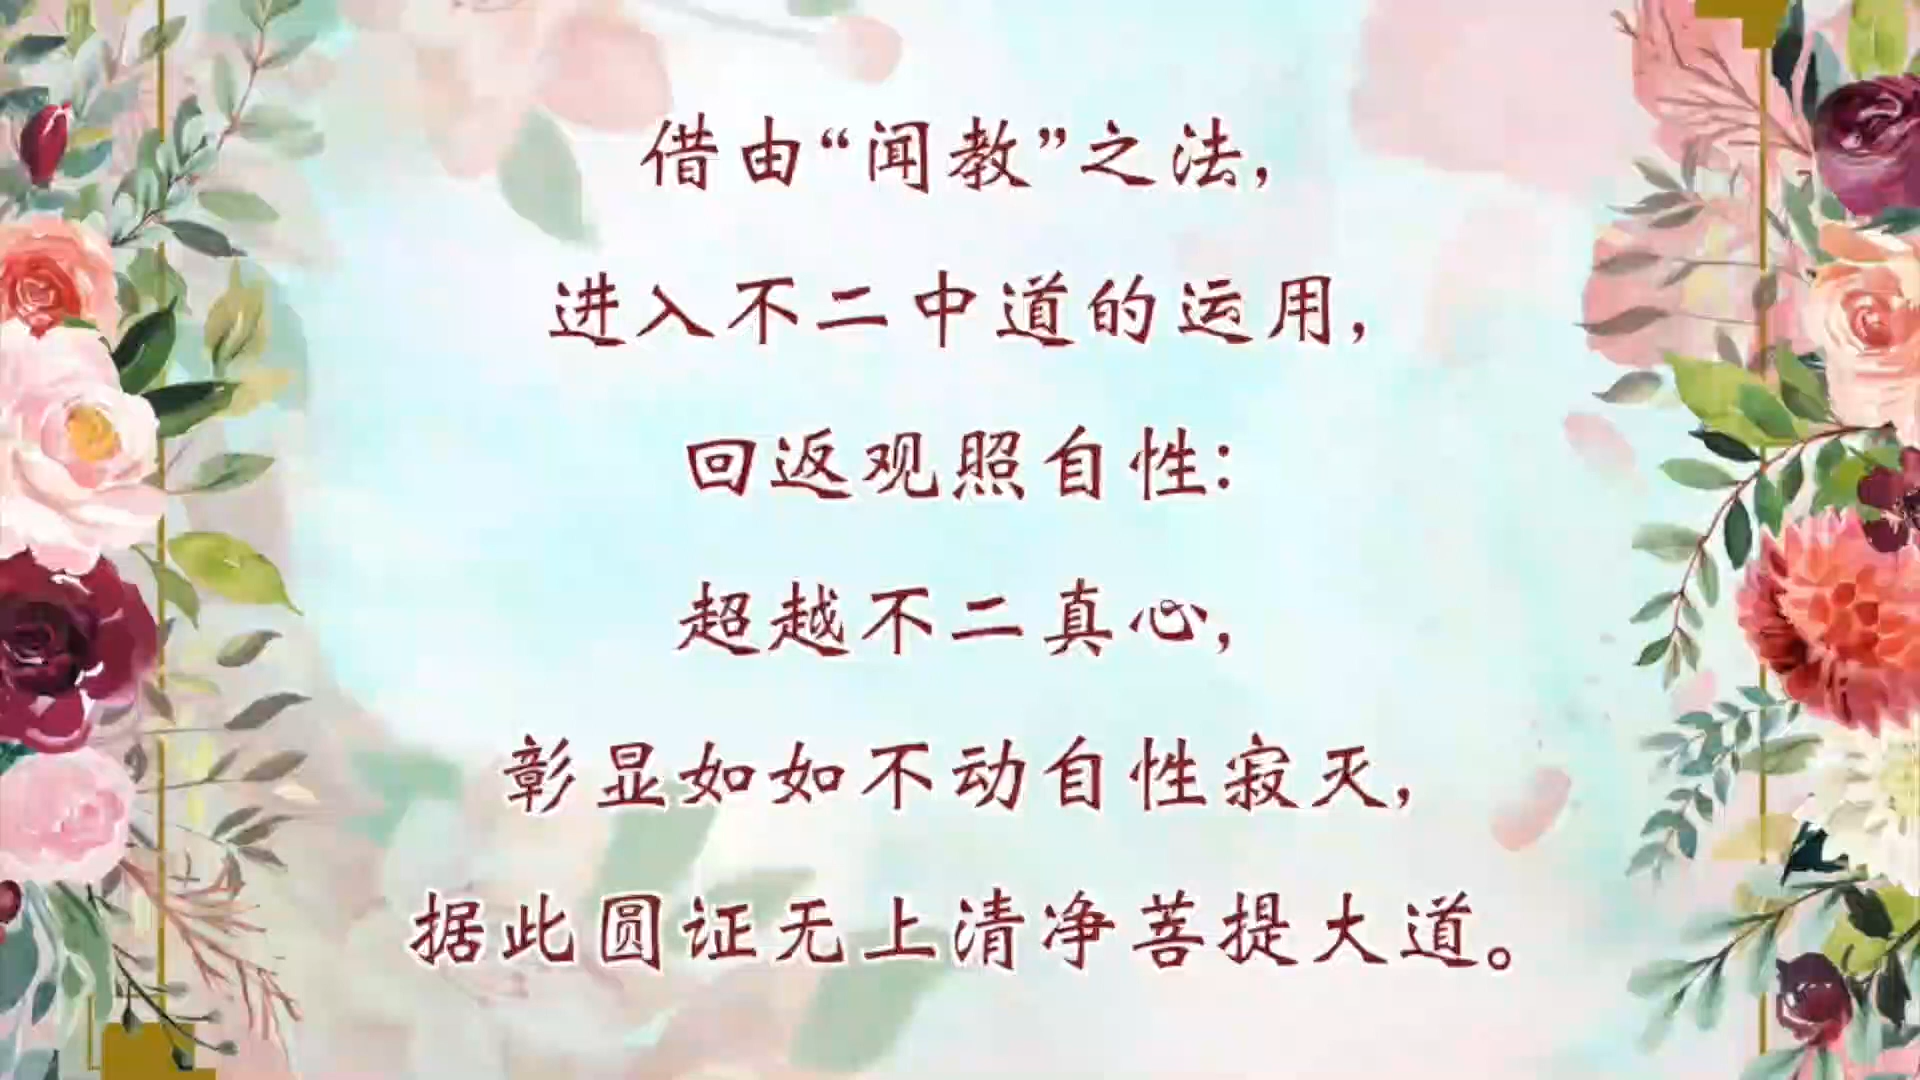 借由“闻教”之法，
进入不二中道的运用，
回返观照自性：
超越不二真心，
彰显如如不动自性寂灭，
据此圆证无上清净菩提大道。